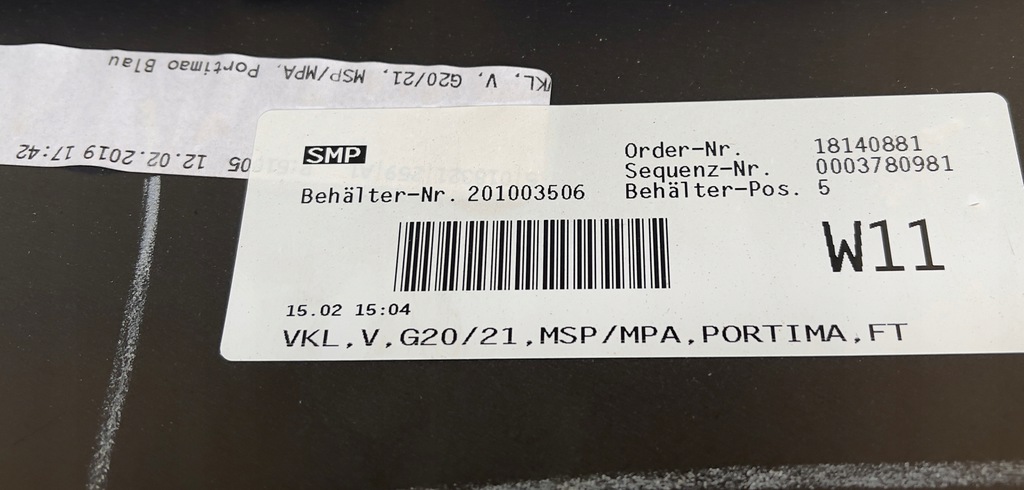 VKL, V, G20/21, MSP/MPA, Portimao Blau
05 12.02.2019 17:42
SMP
Behälter-Nr. 201003506
Order-Nr. 18140881
Sequenz-Nr. 0003780981
Behälter-Pos. 5
W11
15.02 15:04
VKL,V,G20/21,MSP/MPA,PORTIMA,FT